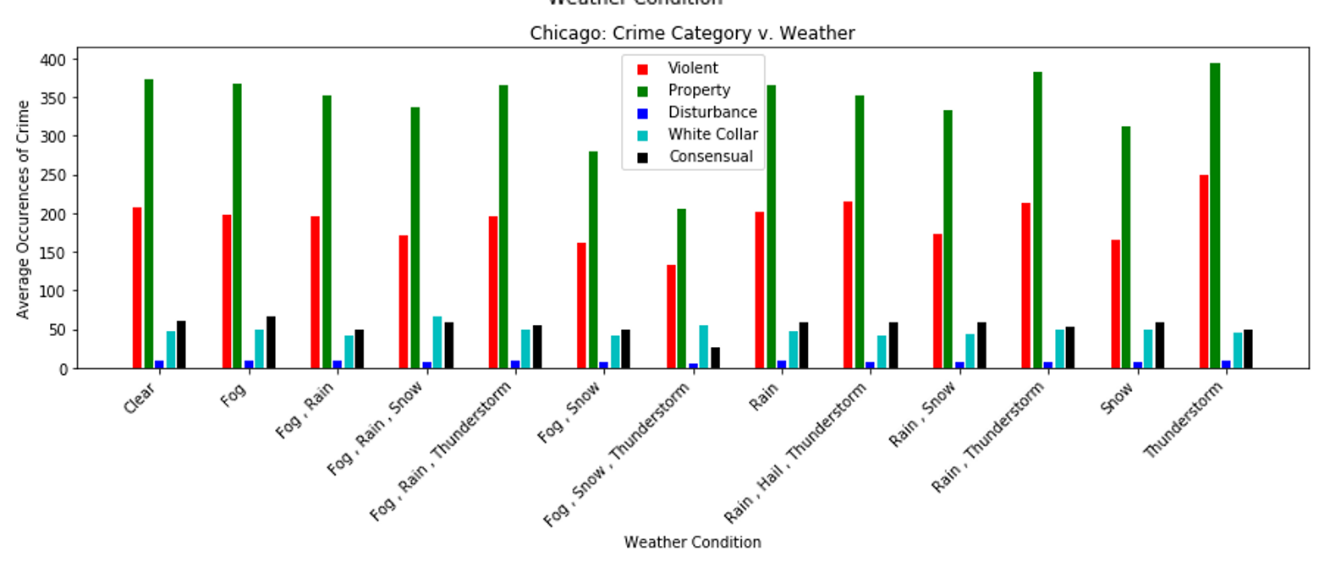 Weather Condition
Chicago: Crime Category v. Weather
Violent
Property
Disturbance
White Collar
Consensual
Average Occurences of Crime
400
350
300
250
200
150
100
50
0
Clear
Fog
Fog , Rain
Fog , Rain , Snow
Fog , Rain , Thunderstorm
Fog , Snow
Fog , Snow , Thunderstorm
Rain
Rain , Hail , Thunderstorm
Rain , Snow
Rain , Thunderstorm
Snow
Thunderstorm
Weather Condition